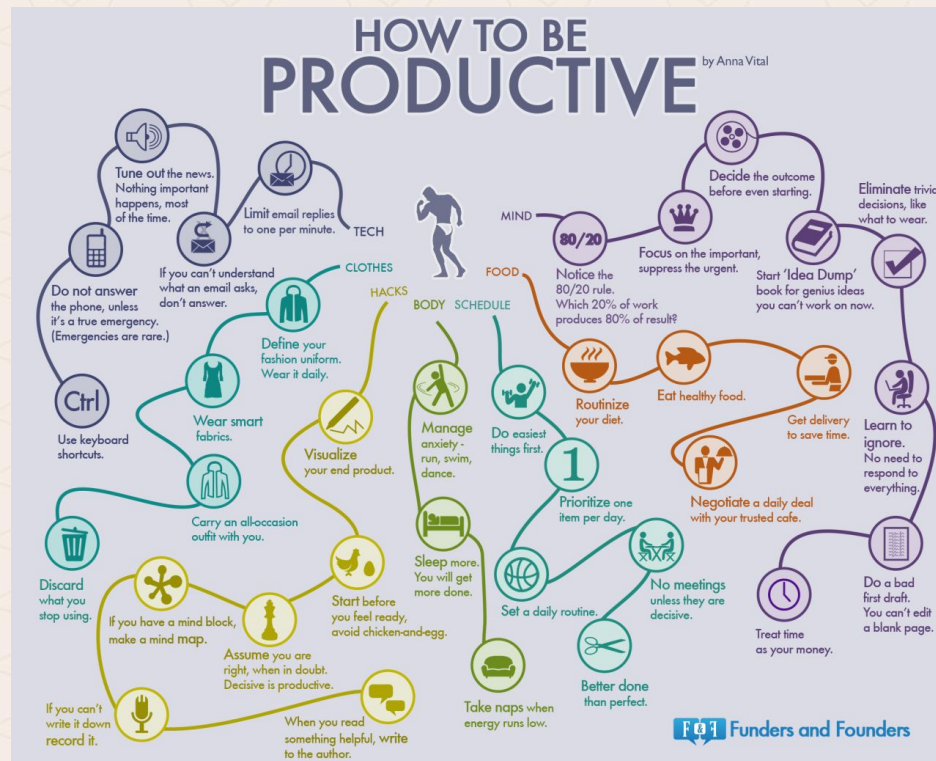 HOW TO BE
PRODUCTIVE
by Anna Vital
TECH
Limit email replies
to one per minute.
If you can't understand
what an email asks,
don't answer.
Tune out the news.
Nothing important
happens, most
of the time.
Do not answer
the phone, unless
it's a true emergency.
(Emergencies are rare.)
Ctrl
Use keyboard
shortcuts.
CLOTHES
Define your
fashion uniform.
Wear it daily.
Wear smart
fabrics.
Carry an all-occasion
outfit with you.
Discard
what you
stop using.
HACKS
Visualize
your end product.
Start before
you feel ready,
avoid chicken-and-egg.
Assume you are
right, when in doubt.
Decisive is productive.
If you have a mind block,
make a mind map.
If you can't
write it down
record it.
When you read
something helpful, write
to the author.
BODY
Manage
anxiety -
run, swim,
dance.
Sleep more.
You will get
more done.
Take naps when
energy runs low.
SCHEDULE
Do easiest
things first.
1
Prioritize one
item per day.
Set a daily routine.
No meetings
unless they are
decisive.
Better done
than perfect.
FOOD
Routinize
your diet.
Eat healthy food.
Get delivery
to save time.
Negotiate a daily deal
with your trusted cafe.
MIND
80/20
Notice the
80/20 rule.
Which 20% of work
produces 80% of result?
Focus on the important,
suppress the urgent.
Decide the outcome
before even starting.
Start 'Idea Dump'
book for genius ideas
you can't work on now.
Eliminate
decisions, like
what to wear.
Learn to
ignore.
No need to
respond to
everything.
Do a bad
first draft.
You can't edit
a blank page.
Treat time
as your money.
F&F Funders and Founders